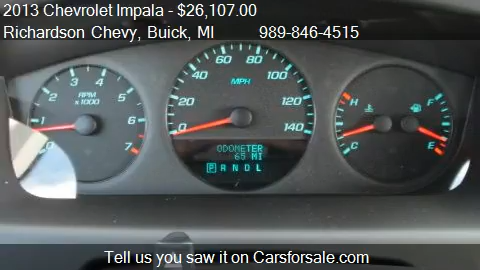 2013 Chevrolet Impala - $26,107.00
Richardson Chevy, Buick, MI 989-846-4515
1 2 3 4 5 6 7
RPM
x 1000
0 20 40 60 80 100 120 140
MPH
ODOMETER
65 MI
P R N D L
H F
C E
Tell us you saw it on Carsforsale.com